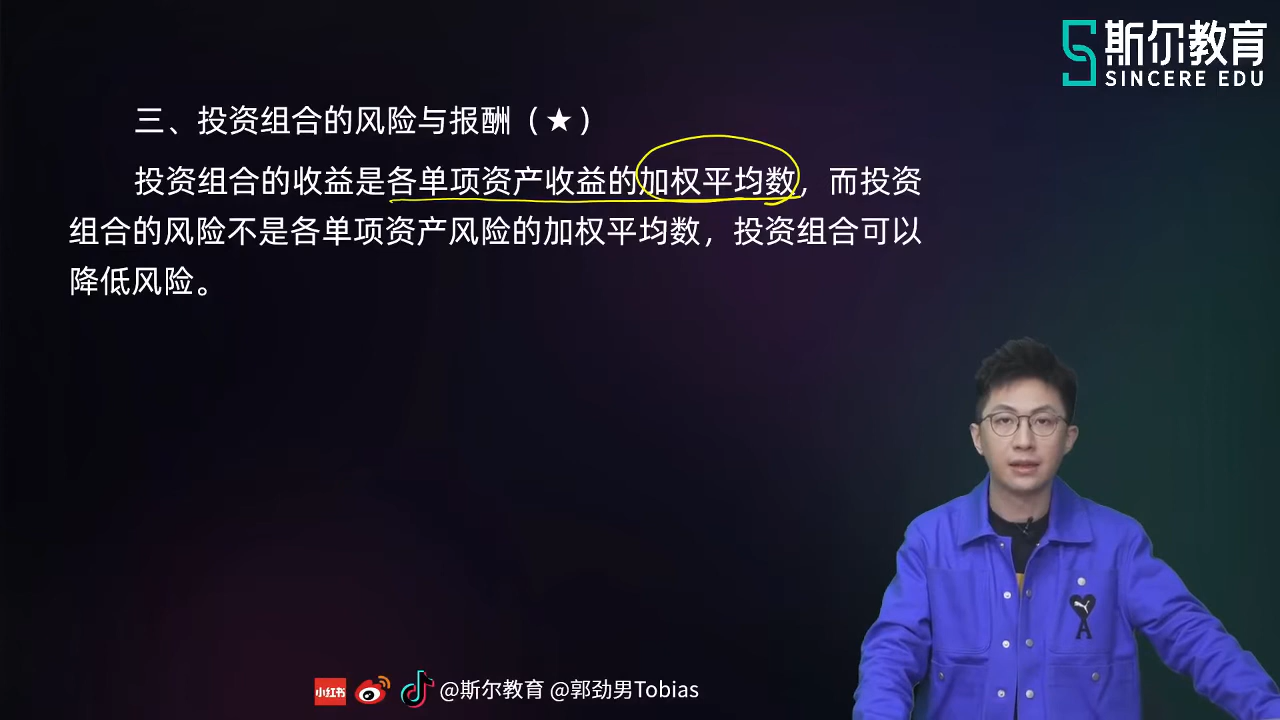 斯尔教育
SINCERE EDU
三、投资组合的风险与报酬（★）
投资组合的收益是各单项资产收益的加权平均数，而投资
组合的风险不是各单项资产风险的加权平均数，投资组合可以
降低风险。
小红书 @斯尔教育 @郭劲男Tobias
A